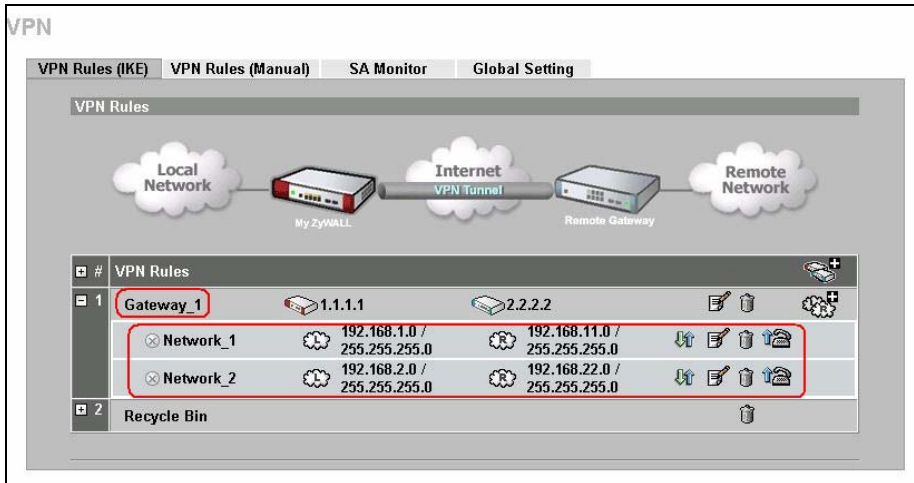 VPN
VPN Rules (IKE) VPN Rules (Manual) SA Monitor Global Setting
VPN Rules
Local
Network
Internet
VPN Tunnel
Remote
Network
My ZyWALL
Remote Gateway
# VPN Rules
1 Gateway_1 1.1.1.1 2.2.2.2
Network_1 L 192.168.1.0 / R 192.168.11.0 /
255.255.255.0 255.255.255.0
Network_2 L 192.168.2.0 / R 192.168.22.0 /
255.255.255.0 255.255.255.0
2 Recycle Bin